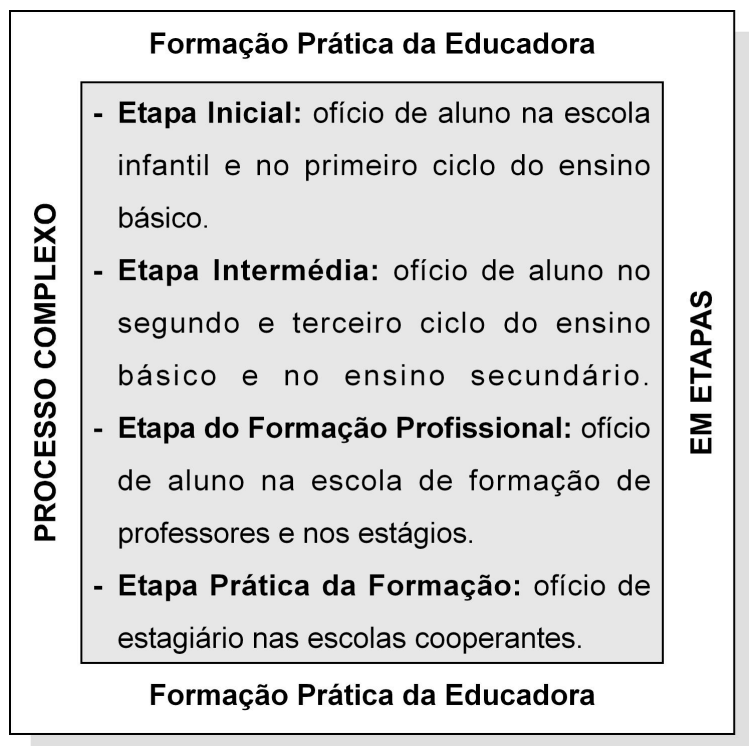 Formação Prática da Educadora
PROCESSO COMPLEXO
- Etapa Inicial: ofício de aluno na escola
infantil e no primeiro ciclo do ensino
básico.
- Etapa Intermédia: ofício de aluno no
segundo e terceiro ciclo do ensino
básico e no ensino secundário.
- Etapa do Formação Profissional: ofício
de aluno na escola de formação de
professores e nos estágios.
- Etapa Prática da Formação: ofício de
estagiário nas escolas cooperantes.
EM ETAPAS
Formação Prática da Educadora